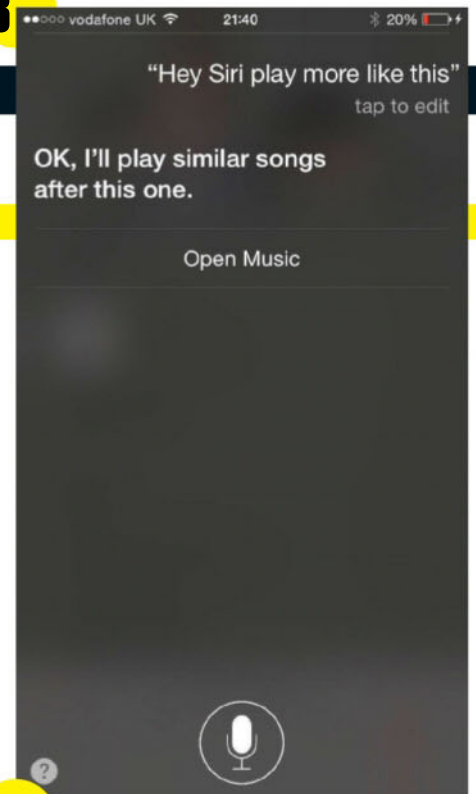 vodafone UK 21:40 20%
“Hey Siri play more like this”
tap to edit
OK, I’ll play similar songs
after this one.
Open Music
?